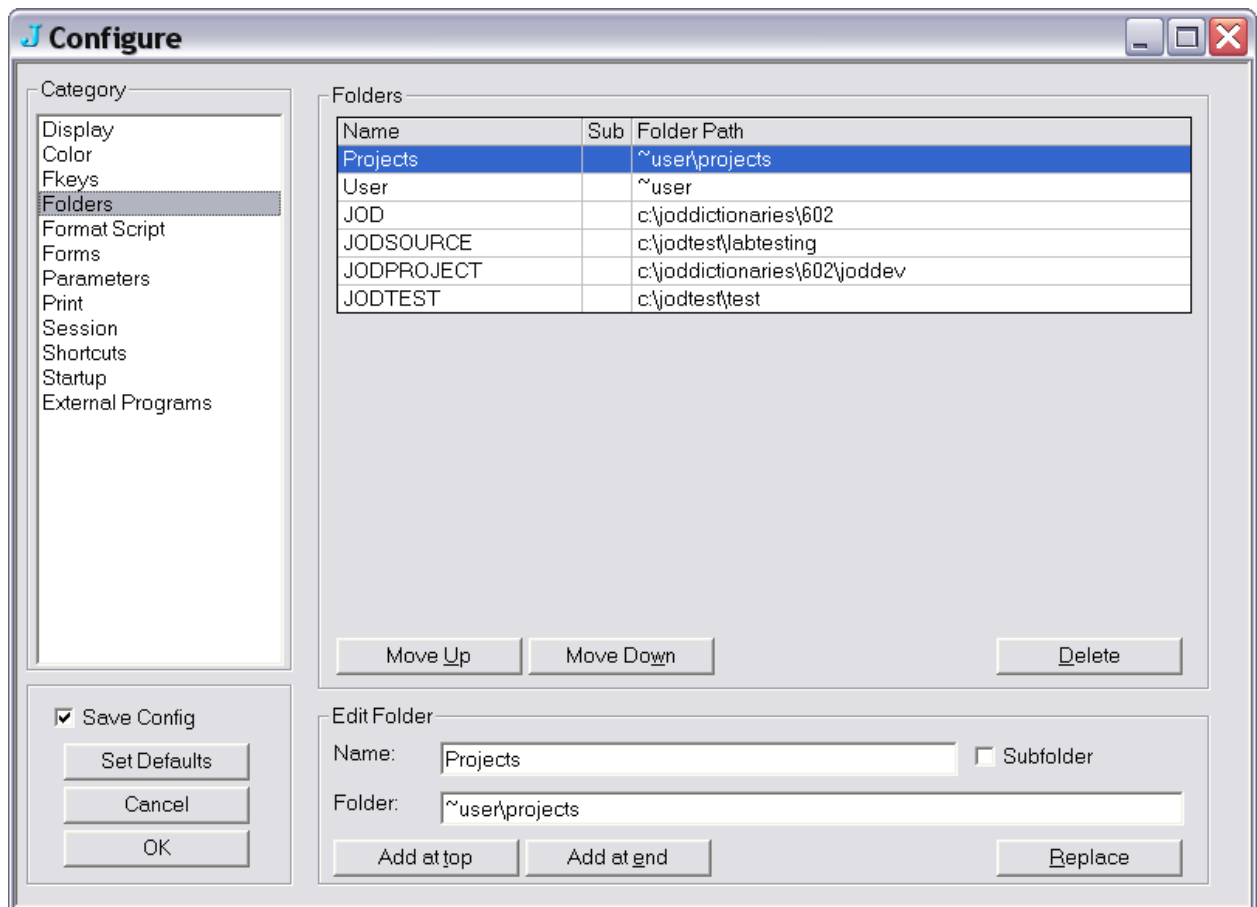 J Configure
Category
Display
Color
Fkeys
Folders
Format Script
Forms
Parameters
Print
Session
Shortcuts
Startup
External Programs
Folders
Name Sub Folder Path
Projects ~user\projects
User ~user
JOD c:\joddictionaries\602
JODSOURCE c:\jodtest\labtesting
JODPROJECT c:\joddictionaries\602\joddev
JODTEST c:\jodtest\test
Move Up Move Down Delete
Save Config
Set Defaults
Cancel
OK
Edit Folder
Name: Projects Subfolder
Folder: ~user\projects
Add at top Add at end Replace